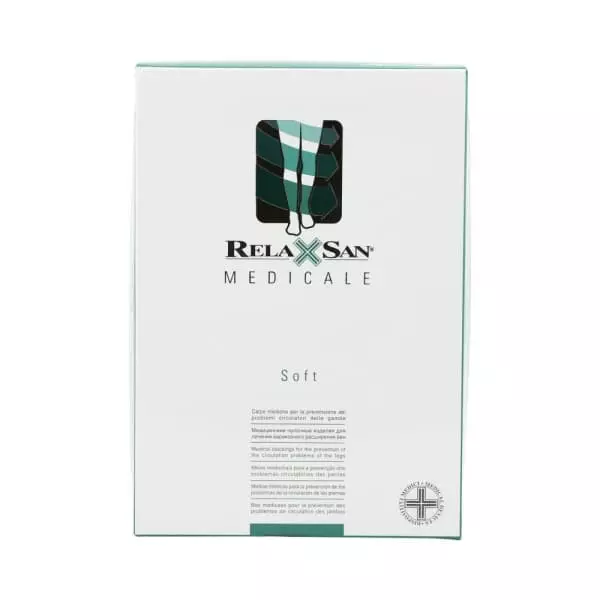 RELAXSAN®
MEDICALE
Soft
Calze mediche per la prevenzione dei
problemi circolatori delle gambe
Медицинские чулочные изделия для
лечения варикозного расширения вен
Medical stockings for the prevention of
the circulation problems of the legs
Meias medicinais para a prevenção dos
problemas circulatórios das pernas
Medias médicas para la prevención de los
problemas de la circulación de las piernas
Bas médicaux pour la prévention des
problèmes de circulation des jambes